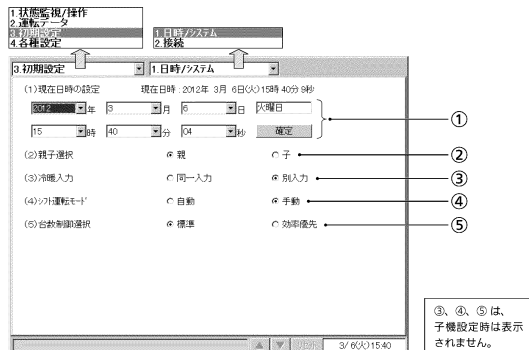 1.状態監視/操作
2.運転データ
3.初期設定
4.各種設定
1.日時/システム
2.接続
3.初期設定 1.日時/システム
(1)現在日時の設定 現在日時:2012年 3月 6日(火)15時40分 9秒
2012 年 3 月 6 日 火曜日
15 時 40 分 04 秒 確定
①
(2)親子選択 親 子 ②
(3)冷暖入力 同一入力 別入力 ③
(4)ｼﾌﾄ運転ﾓｰﾄﾞ 自動 手動 ④
(5)台数制御選択 標準 効率優先 ⑤
③、④、⑤は、
子機設定時は表示
されません。
3/ 6(火)15:40